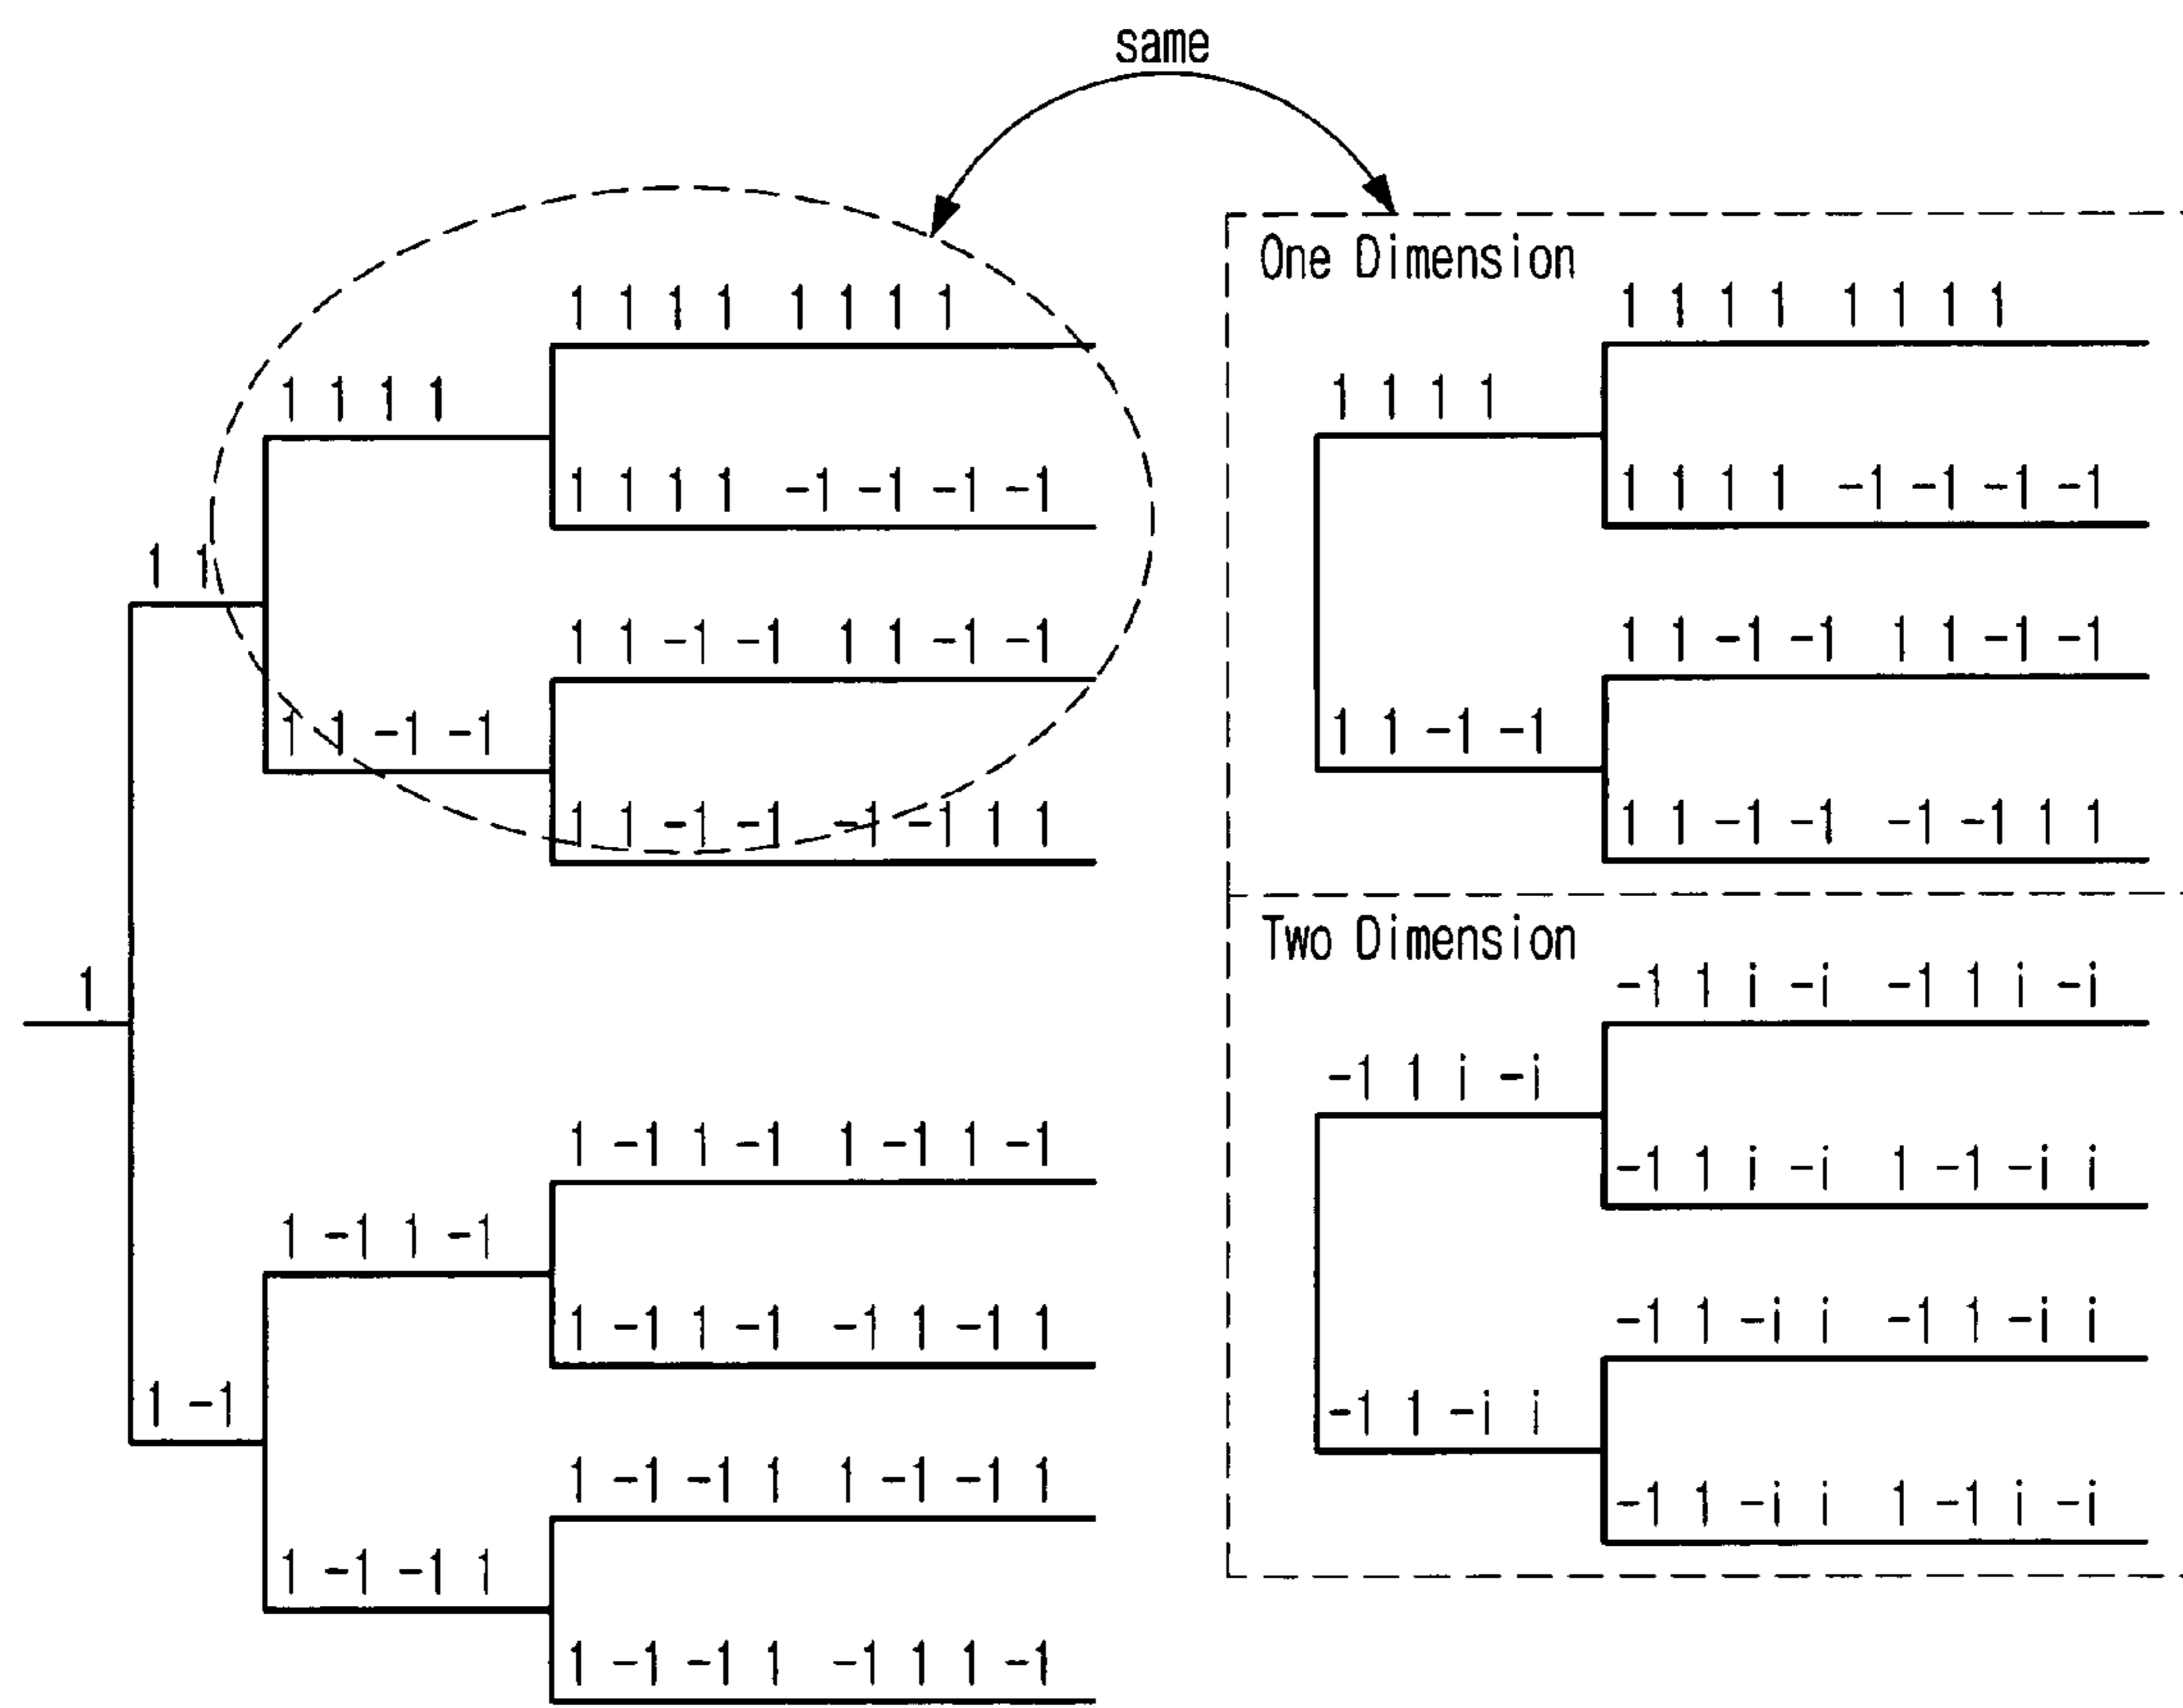 same
1 1 1 1 1 1 1 1
1 1 1 1
1 1 1 1 -1 -1 -1 -1
1 1
1 1 -1 -1 1 1 -1 -1
1 1 -1 -1
1 1 -1 -1 -1 -1 1 1
1
1 -1 1 -1 1 -1 1 -1
1 -1 1 -1
1 -1 1 -1 -1 1 -1 1
1 -1
1 -1 -1 1 1 -1 -1 1
1 -1 -1 1
1 -1 -1 1 -1 1 1 -1
One Dimension
1 1 1 1 1 1 1 1
1 1 1 1
1 1 1 1 -1 -1 -1 -1
1 1 -1 -1 1 1 -1 -1
1 1 -1 -1
1 1 -1 -1 -1 -1 1 1
Two Dimension
-1 1 i -i -1 1 i -i
-1 1 i -i
-1 1 i -i 1 -1 -i i
-1 1 -i i -1 1 -i i
-1 1 -i i
-1 1 -i i 1 -1 i -i